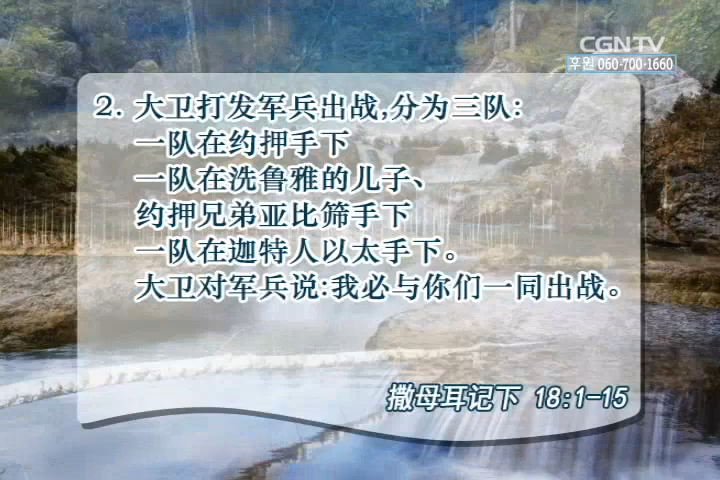 CGNTV
후원 060-700-1660
2. 大卫打发军兵出战,分为三队:
一队在约押手下
一队在洗鲁雅的儿子、
约押兄弟亚比筛手下
一队在迦特人以太手下。
大卫对军兵说:我必与你们一同出战。
撒母耳记下 18:1-15